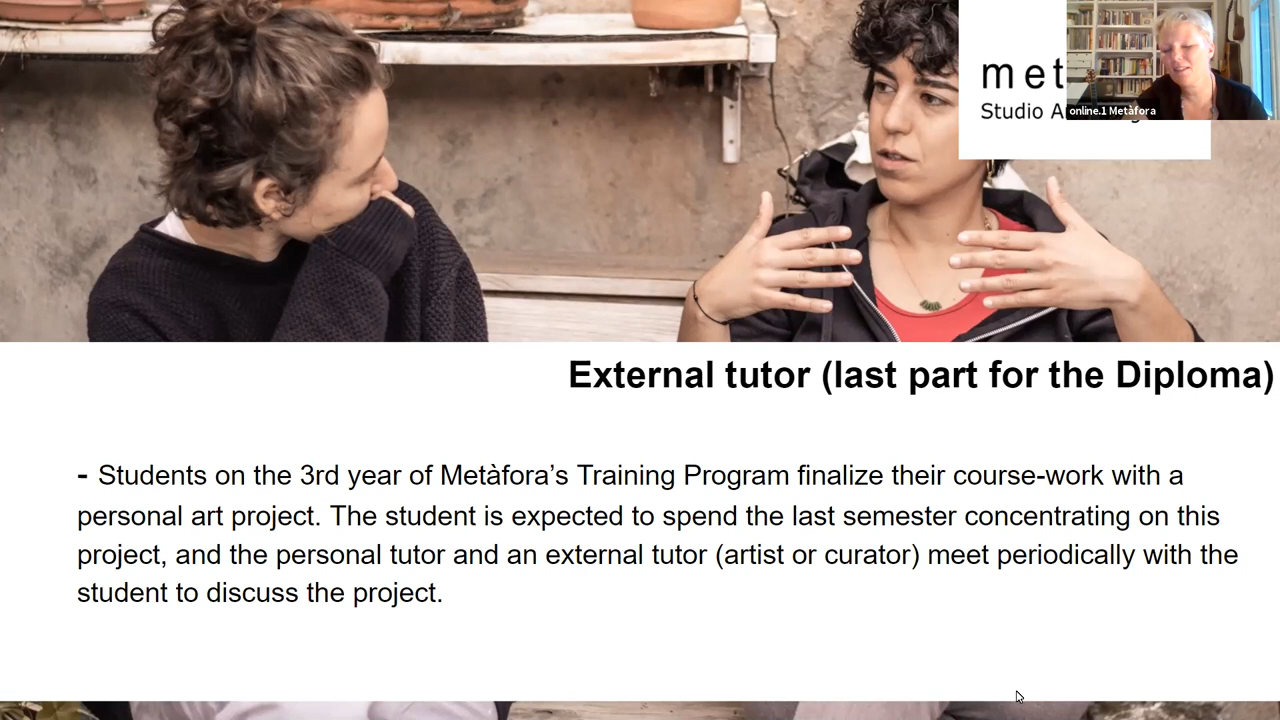 met
Studio A
online.1 Metàfora
External tutor (last part for the Diploma)
- Students on the 3rd year of Metàfora’s Training Program finalize their course-work with a
personal art project. The student is expected to spend the last semester concentrating on this
project, and the personal tutor and an external tutor (artist or curator) meet periodically with the
student to discuss the project.